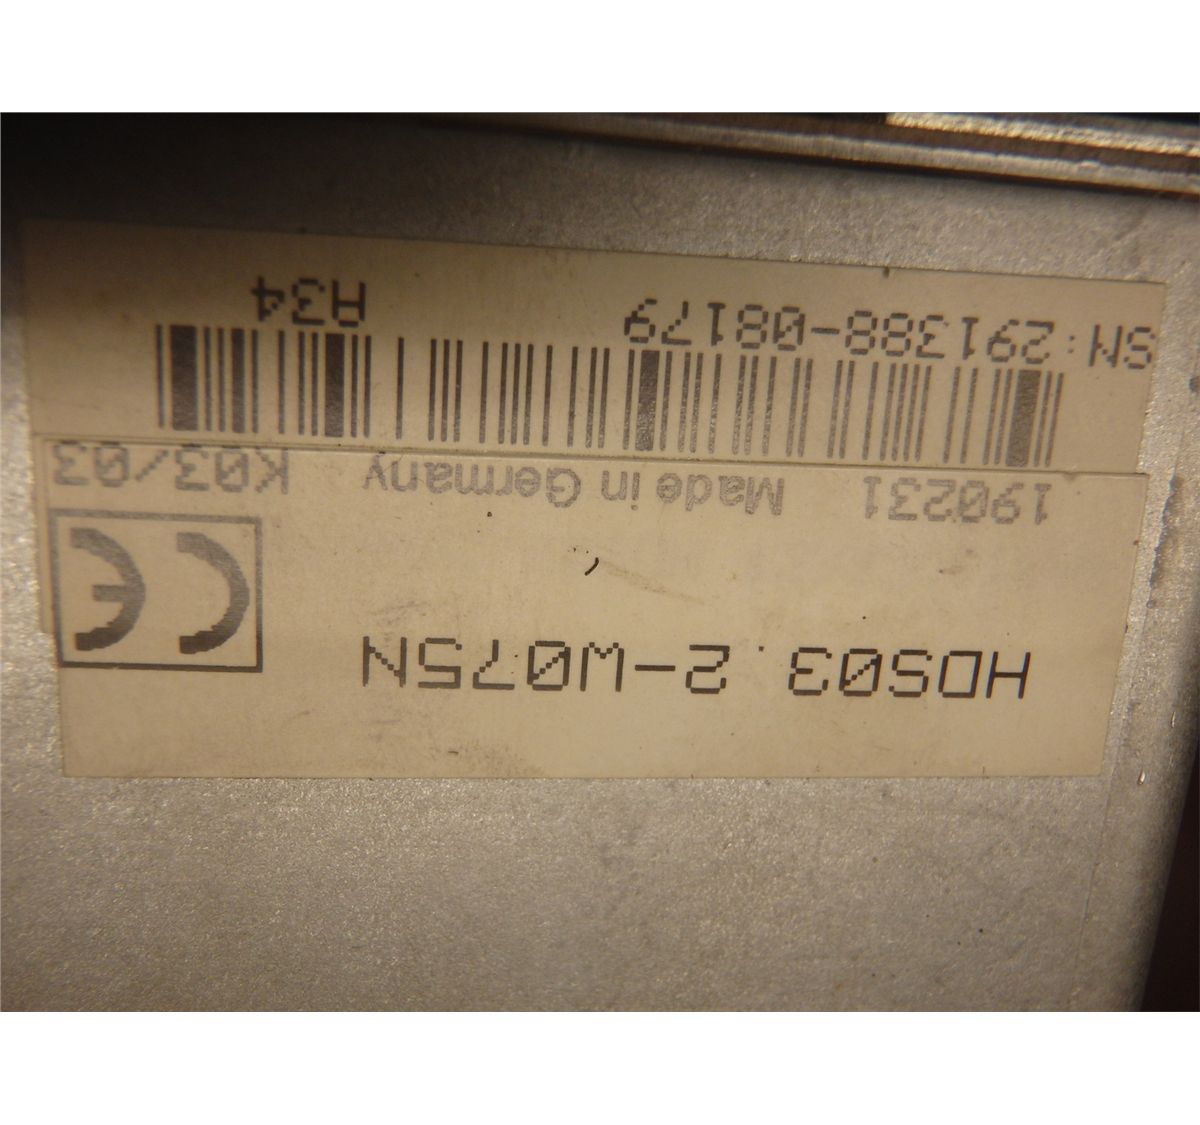 HDS03.2-W075N
CE
190231 Made in Germany K03/03
SN:291388-08179 A34